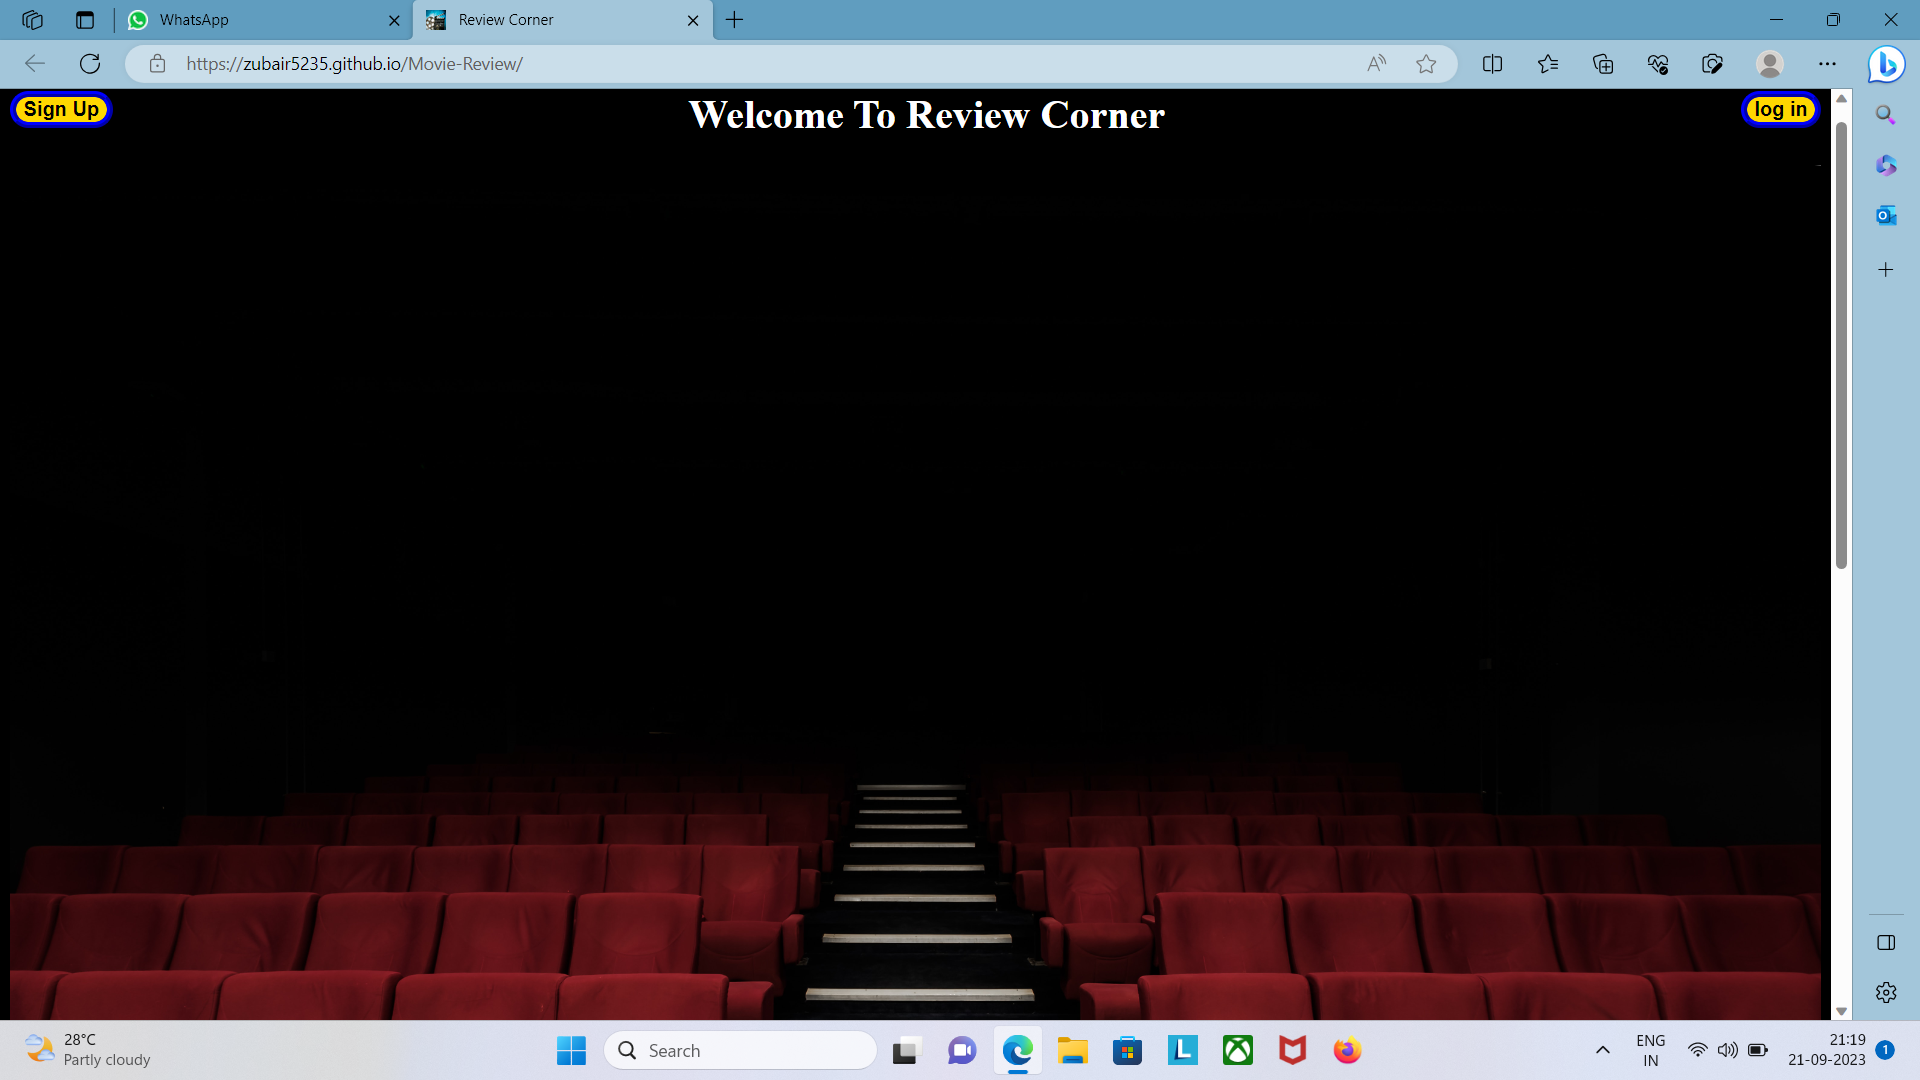 WhatsApp
Review Corner
https://zubair5235.github.io/Movie-Review/
Sign Up
Welcome To Review Corner
log in
28°C
Partly cloudy
Search
ENG
IN
21:19
21-09-2023
1